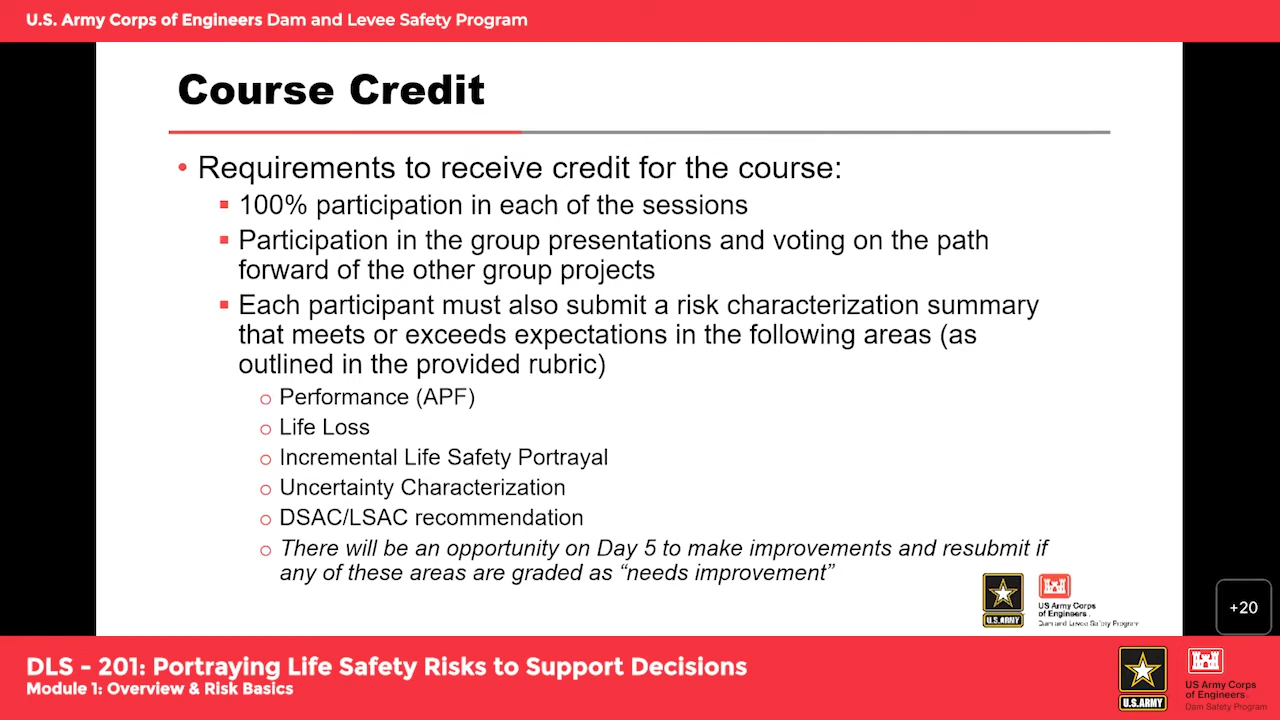 U.S. Army Corps of Engineers Dam and Levee Safety Program
Course Credit
• Requirements to receive credit for the course:
▪ 100% participation in each of the sessions
▪ Participation in the group presentations and voting on the path
forward of the other group projects
▪ Each participant must also submit a risk characterization summary
that meets or exceeds expectations in the following areas (as
outlined in the provided rubric)
o Performance (APF)
o Life Loss
o Incremental Life Safety Portrayal
o Uncertainty Characterization
o DSAC/LSAC recommendation
o There will be an opportunity on Day 5 to make improvements and resubmit if
any of these areas are graded as “needs improvement”
U.S. ARMY
US Army Corps
of Engineers.
Dam and Levee Safety Program
+20
DLS - 201: Portraying Life Safety Risks to Support Decisions
Module 1: Overview & Risk Basics
U.S. ARMY
US Army Corps
of Engineers.
Dam Safety Program